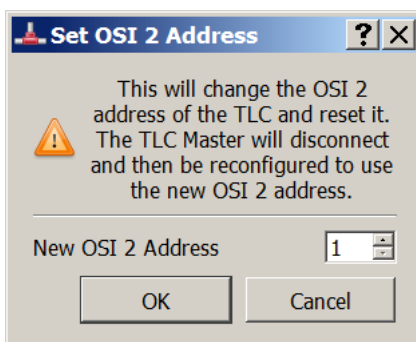 Set OSI 2 Address
This will change the OSI 2
address of the TLC and reset it.
The TLC Master will disconnect
and then be reconfigured to use
the new OSI 2 address.
New OSI 2 Address 1
OK Cancel